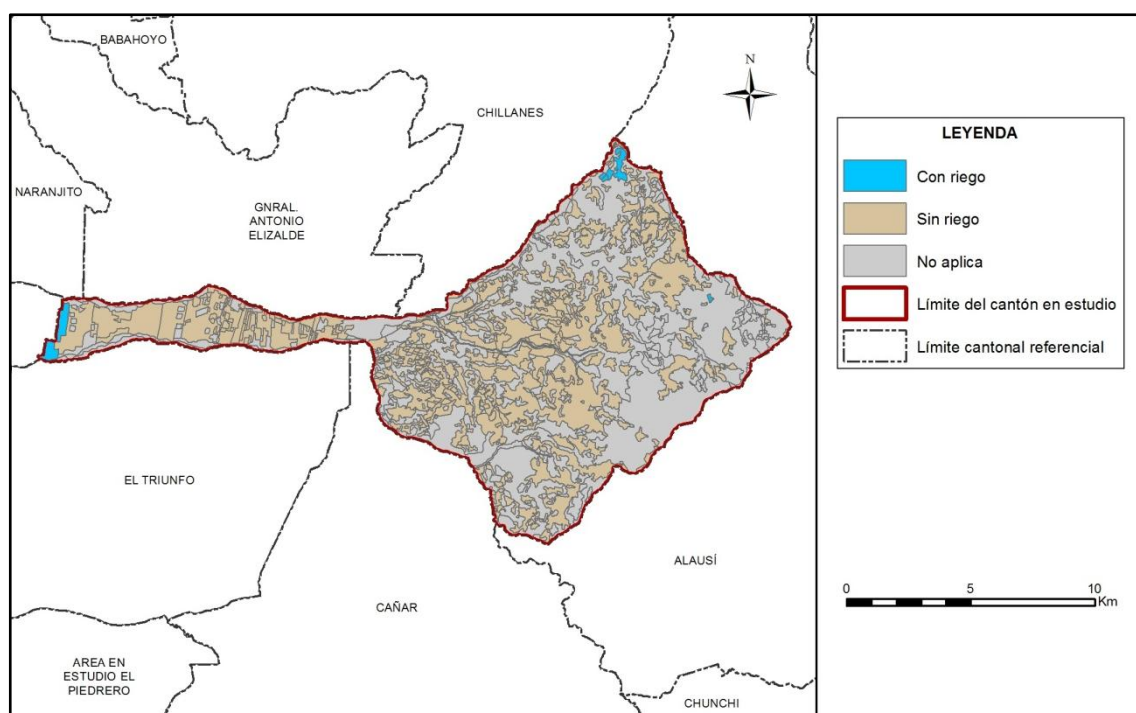 BABAHOYO
N
CHILLANES
NARANJITO
GNRAL.
ANTONIO
ELIZALDE
EL TRIUNFO
ALAUSÍ
CAÑAR
AREA EN
ESTUDIO EL
PIEDRERO
CHUNCHI
LEYENDA
Con riego
Sin riego
No aplica
Límite del cantón en estudio
Límite cantonal referencial
0 5 10
Km